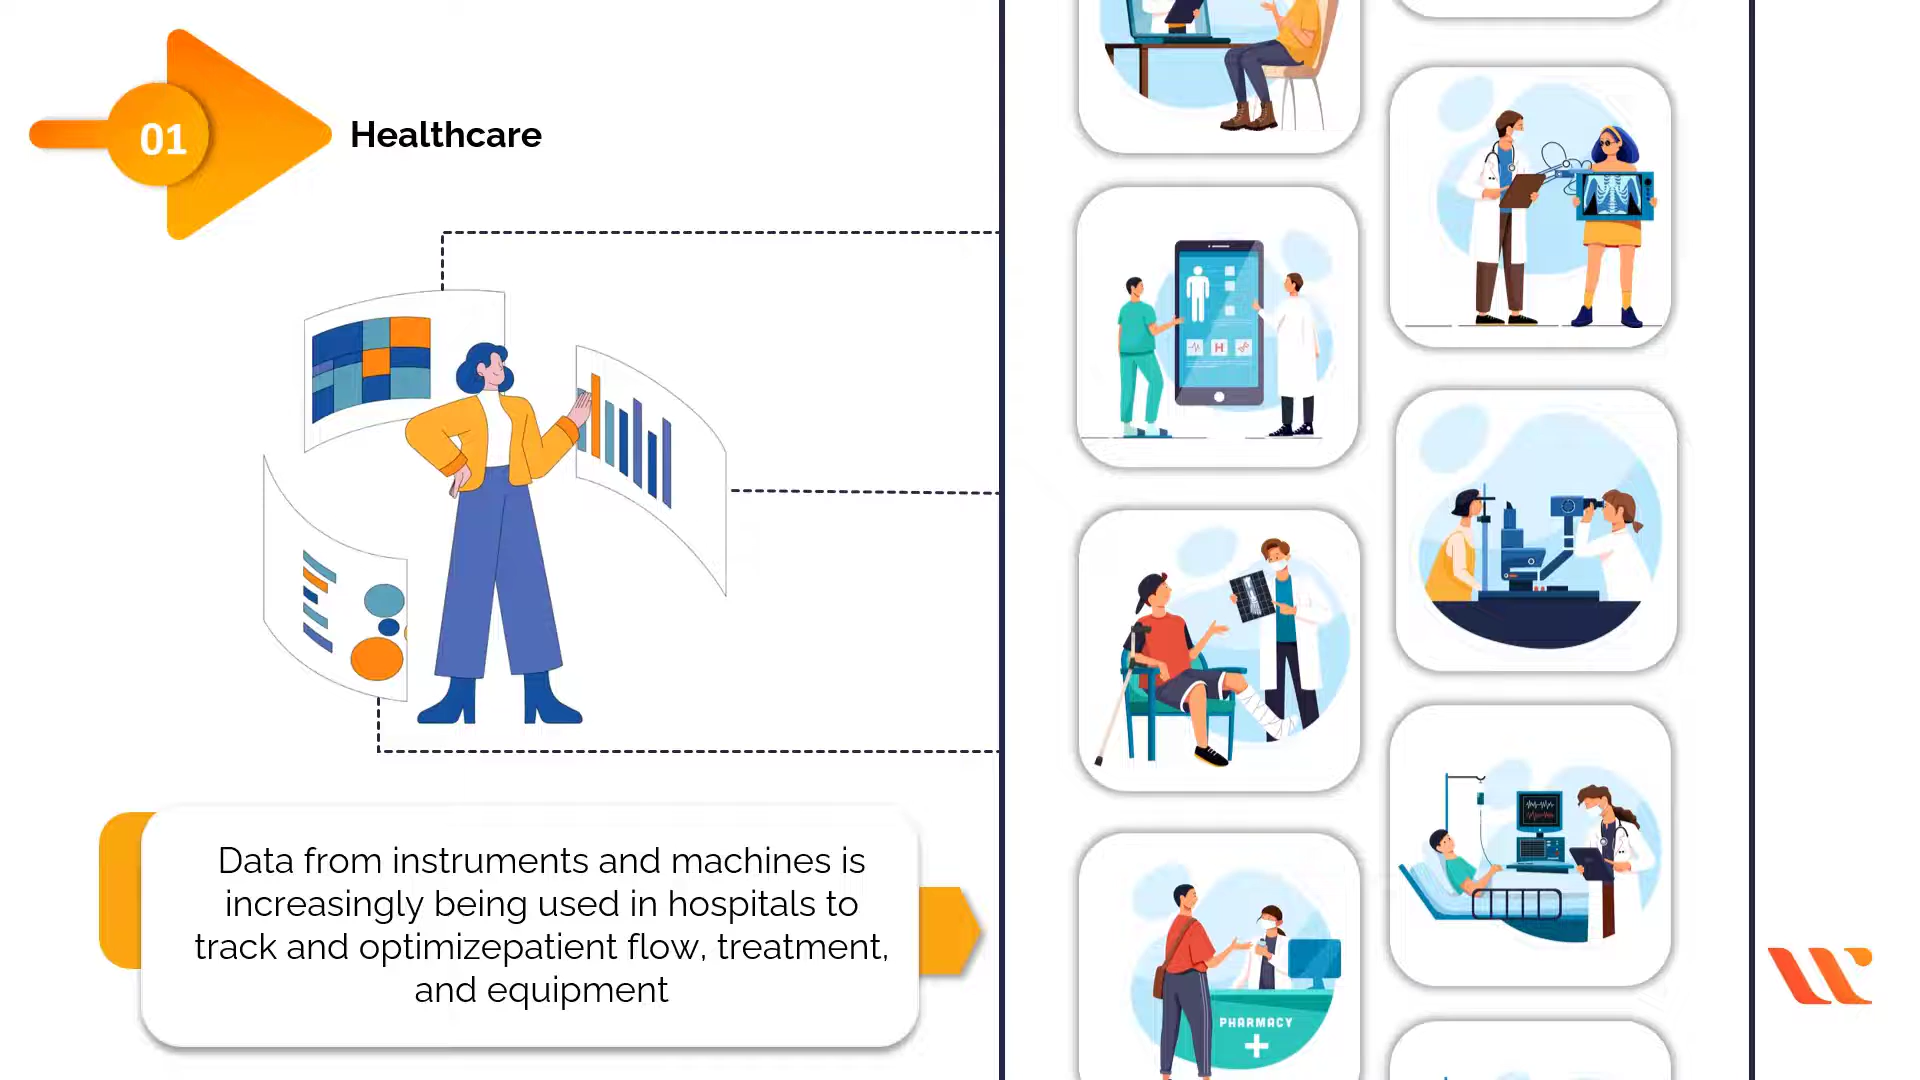 01
Healthcare
H
Data from instruments and machines is
increasingly being used in hospitals to
track and optimizepatient flow, treatment,
and equipment
PHARMACY